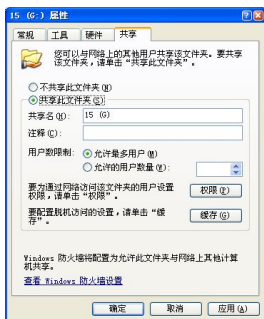 15 (G:) 属性
常规 工具 硬件 共享
您可以与网络上的其他用户共享该文件夹。要共享
该文件夹，请单击“共享此文件夹”。
不共享此文件夹(N)
共享此文件夹(S)
共享名(H): 15 (G)
注释(C):
用户数限制: 允许最多用户(M)
允许的用户数量(W):
要为通过网络访问该文件夹的用户设置
权限，请单击“权限”。
权限(P)
要配置脱机访问的设置，请单击“缓
存”。
缓存(G)
Windows 防火墙将配置为允许此文件夹与网络上其他计算
机共享。
查看 Windows 防火墙设置
确定 取消 应用(A)